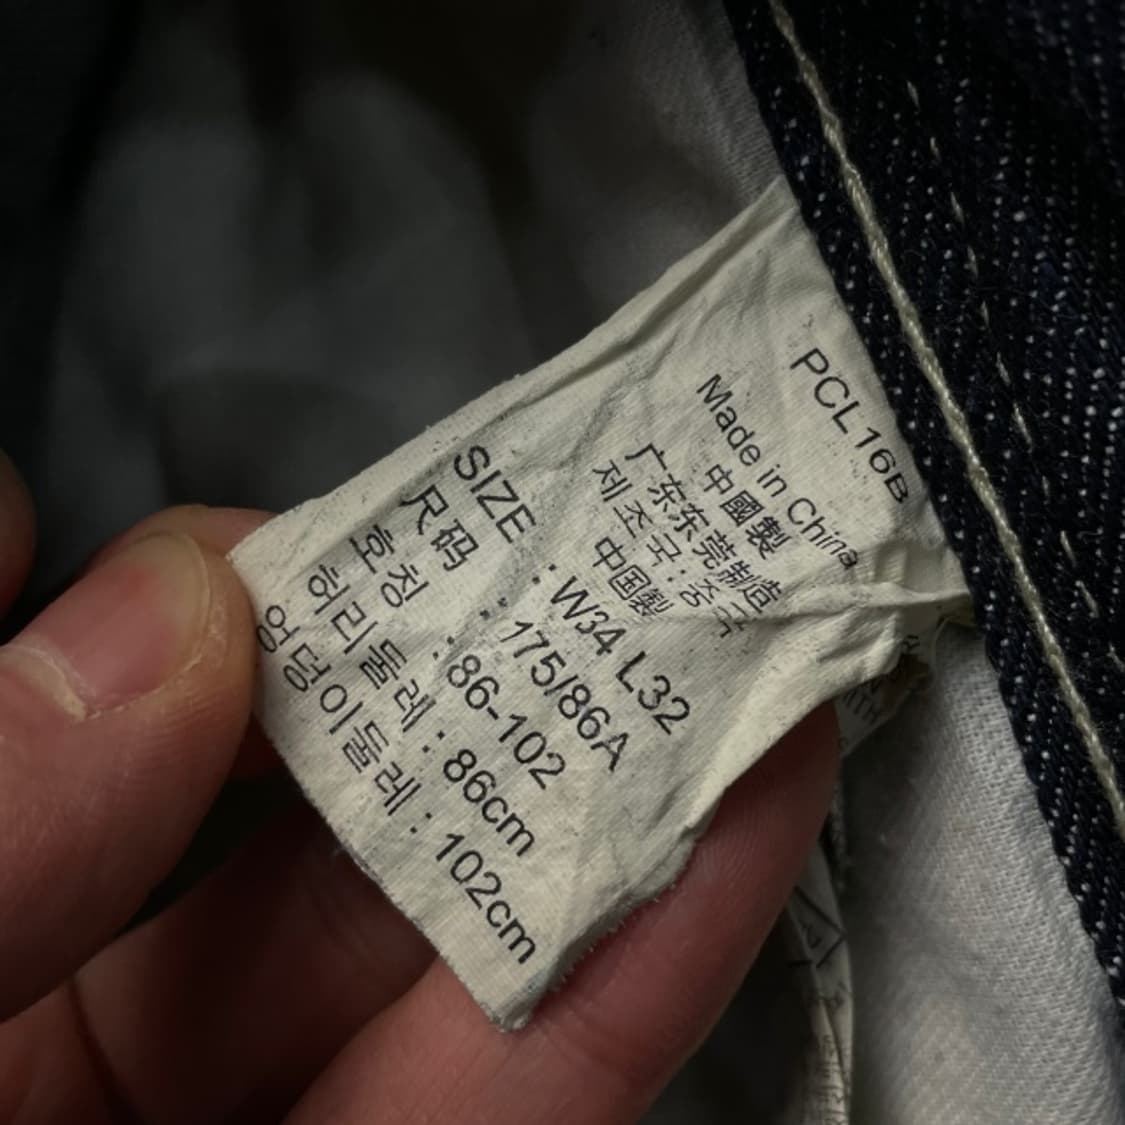 PCL16B
Made in China
中國製
广东东莞制造
제조국:중국
中国製
SIZE : W34 L32
尺码 : 175/86A
호칭 : 86-102
허리둘레 : 86cm
엉덩이둘레 : 102cm